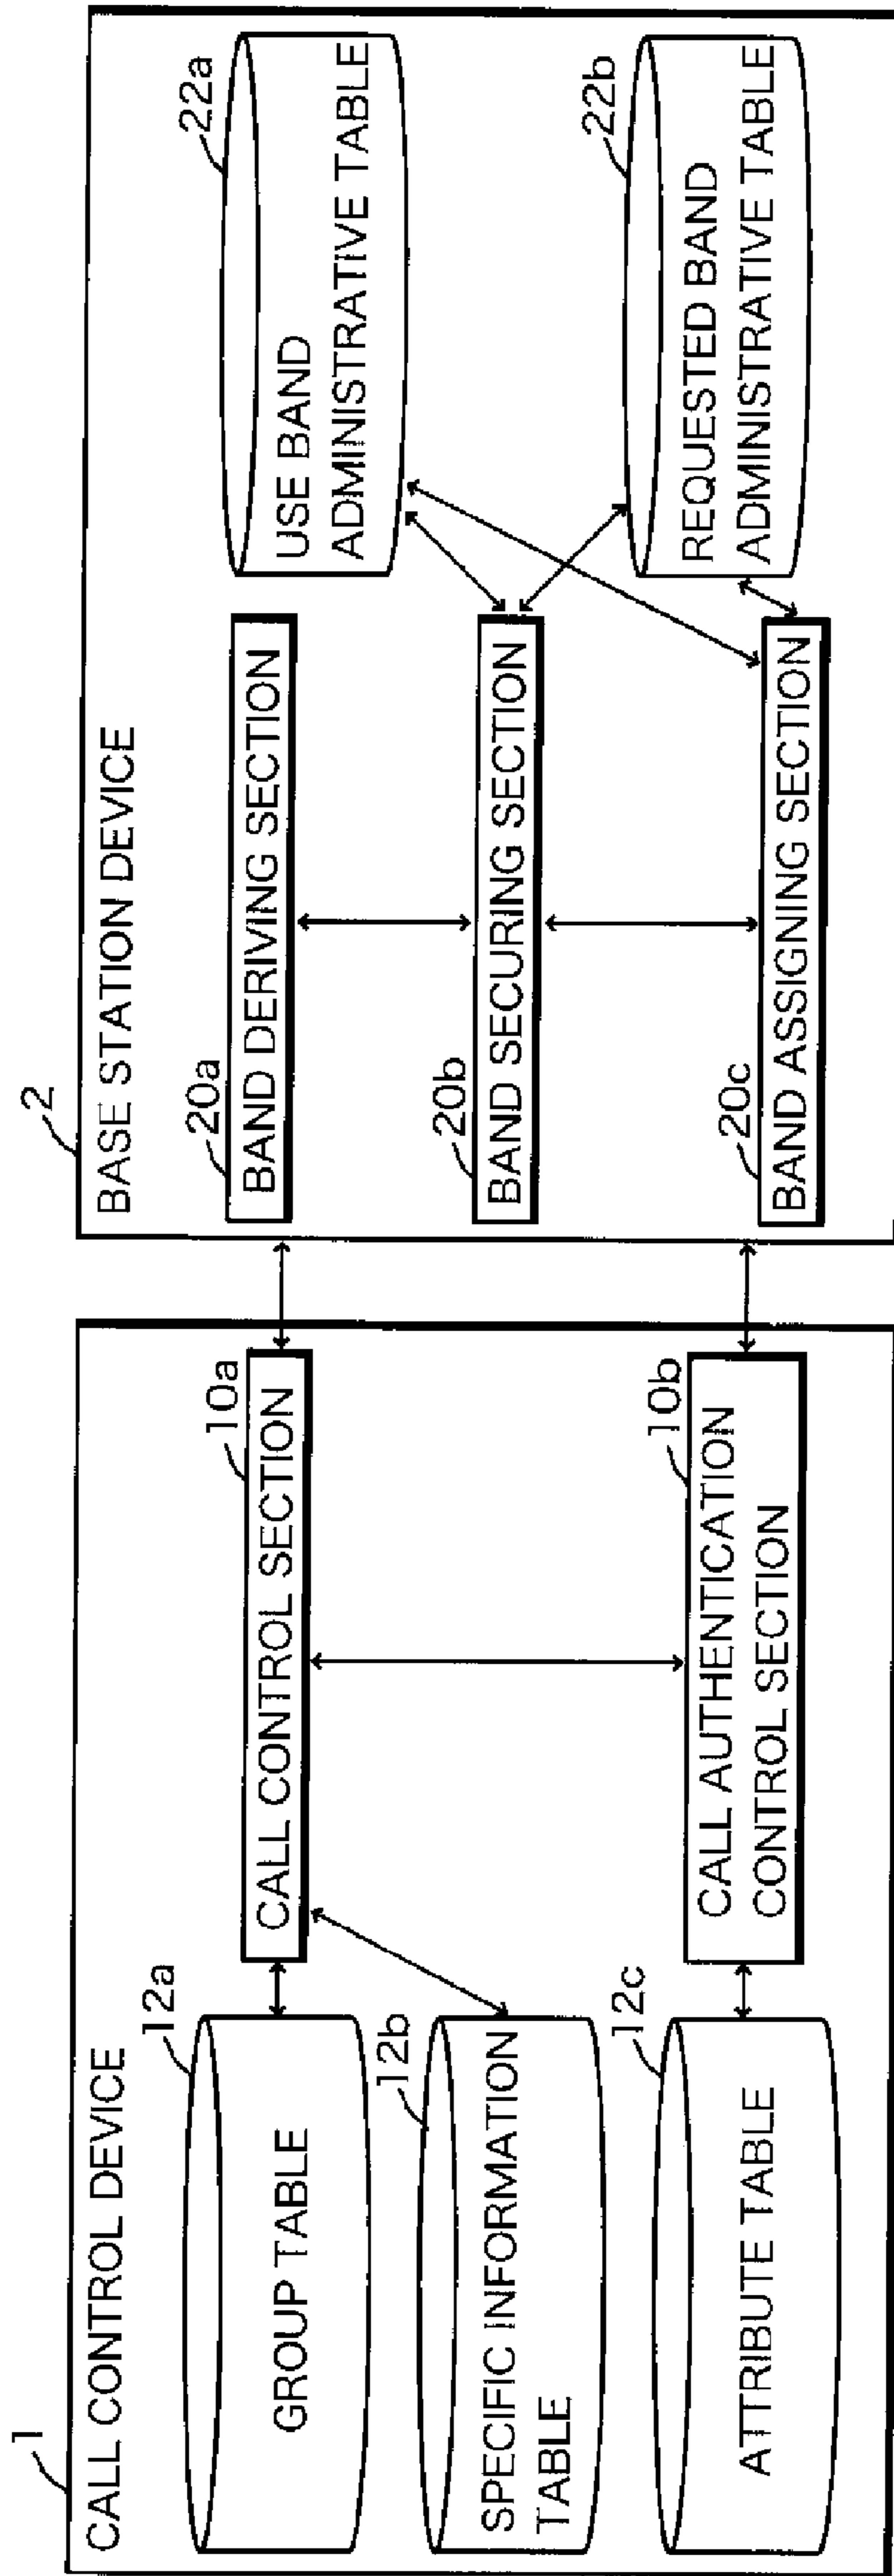 1
CALL CONTROL DEVICE
12a
GROUP TABLE
12b
SPECIFIC INFORMATION
TABLE
12c
ATTRIBUTE TABLE
10a
CALL CONTROL SECTION
10b
CALL AUTHENTICATION
CONTROL SECTION
2
BASE STATION DEVICE
20a
BAND DERIVING SECTION
20b
BAND SECURING SECTION
20c
BAND ASSIGNING SECTION
22a
USE BAND
ADMINISTRATIVE TABLE
22b
REQUESTED BAND
ADMINISTRATIVE TABLE